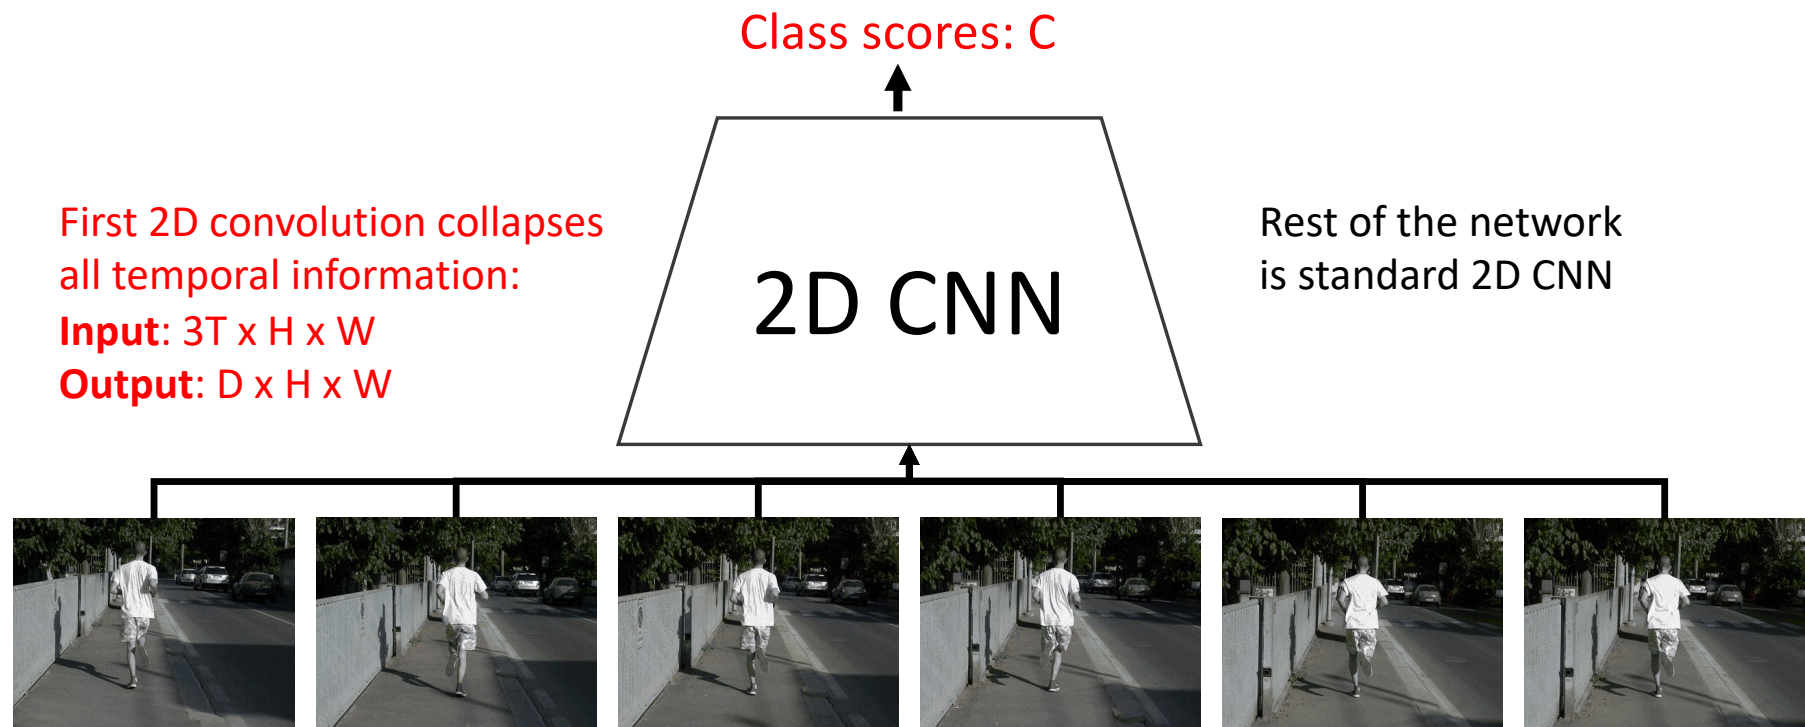 Class scores: C
First 2D convolution collapses
all temporal information:
Input: 3T x H x W
Output: D x H x W
2D CNN
Rest of the network
is standard 2D CNN